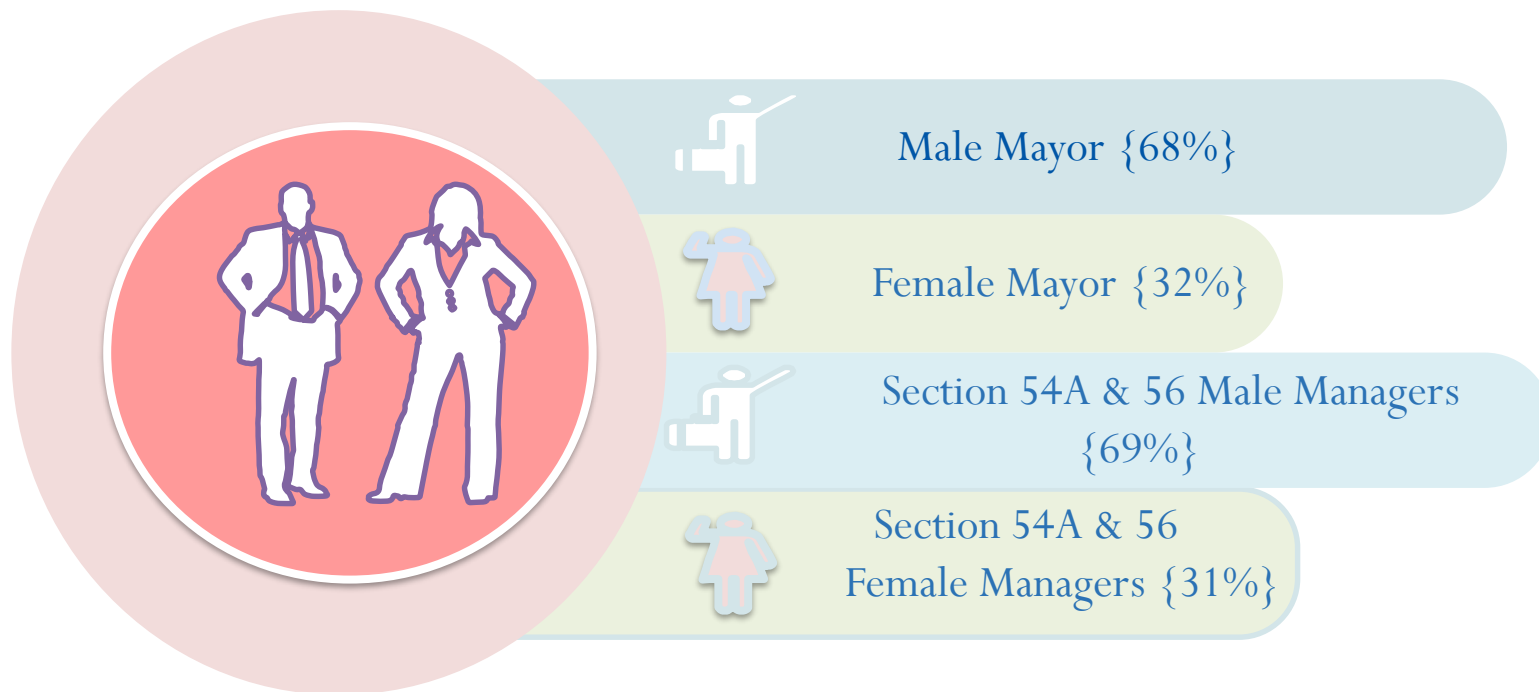 Male Mayor {68%}
Female Mayor {32%}
Section 54A & 56 Male Managers
{69%}
Section 54A & 56
Female Managers {31%}